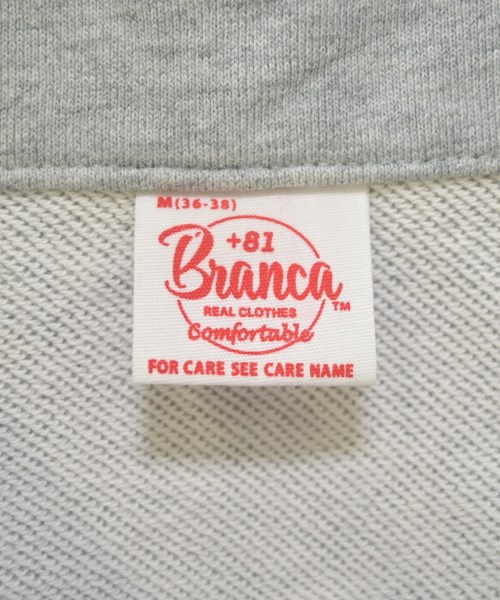 M(36-38)
+81
Branca
TM
REAL CLOTHES
Comfortable
FOR CARE SEE CARE NAME